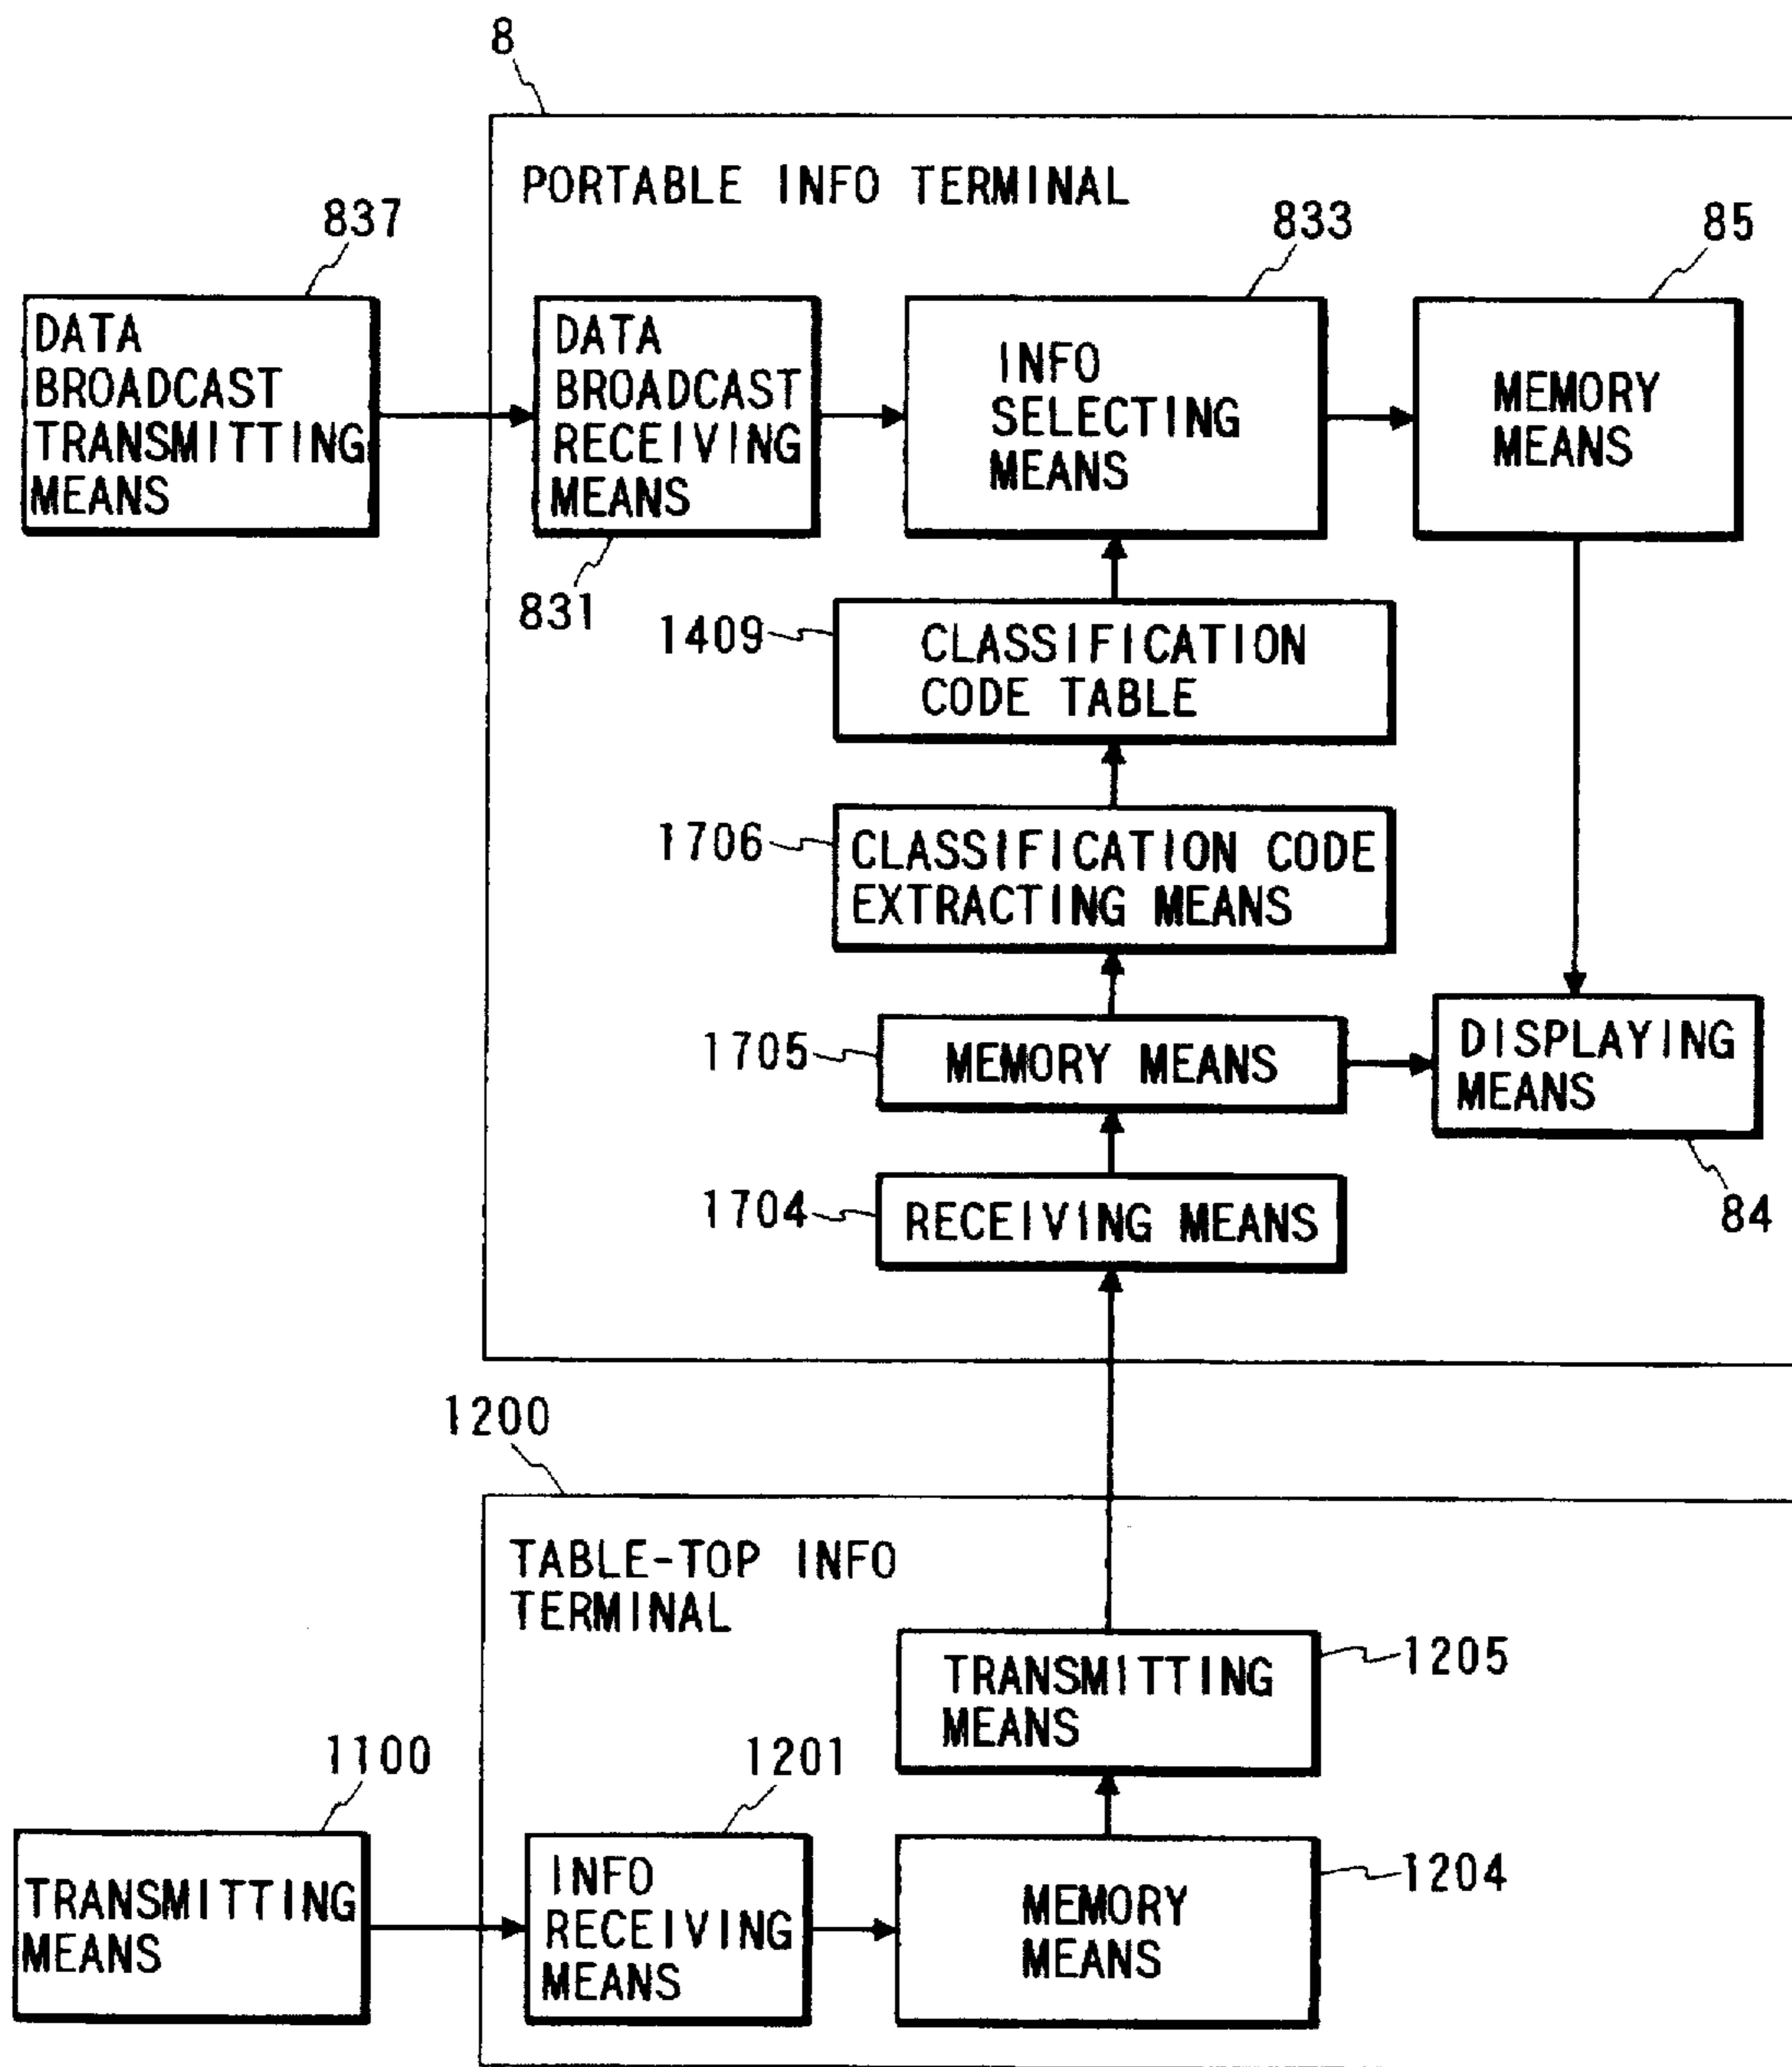 8
PORTABLE INFO TERMINAL
837
833
85
DATA
BROADCAST
TRANSMITTING
MEANS
DATA
BROADCAST
RECEIVING
MEANS
INFO
SELECTING
MEANS
MEMORY
MEANS
831
1409
CLASSIFICATION
CODE TABLE
1706
CLASSIFICATION CODE
EXTRACTING MEANS
1705
MEMORY MEANS
DISPLAYING
MEANS
1704
RECEIVING MEANS
84
1200
TABLE-TOP INFO
TERMINAL
TRANSMITTING
MEANS
1205
1100
1201
TRANSMITTING
MEANS
INFO
RECEIVING
MEANS
MEMORY
MEANS
1204